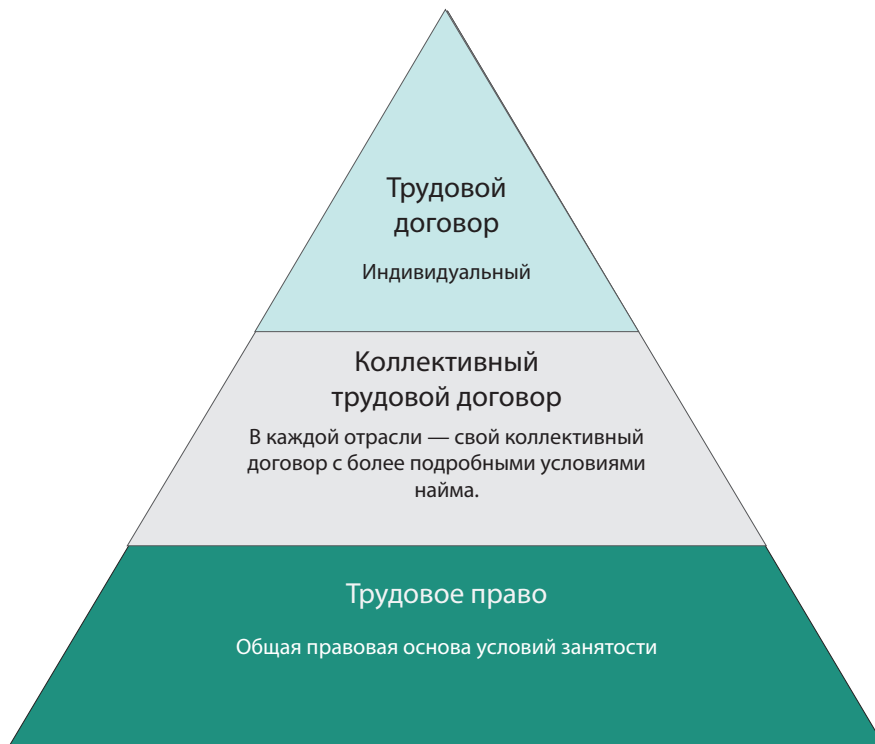 Трудовой
договор
Индивидуальный
Коллективный
трудовой договор
В каждой отрасли — свой коллективный
договор с более подробными условиями
найма.
Трудовое право
Общая правовая основа условий занятости